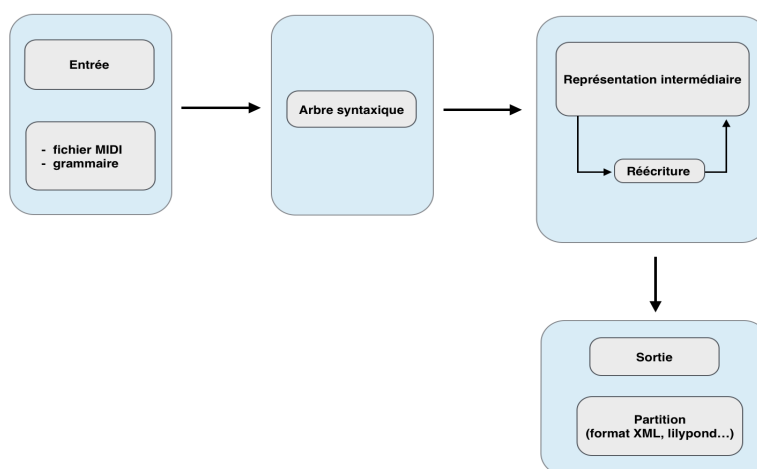 Entrée
- fichier MIDI
- grammaire
Arbre syntaxique
Représentation intermédiaire
Réécriture
Sortie
Partition
(format XML, lilypond…)